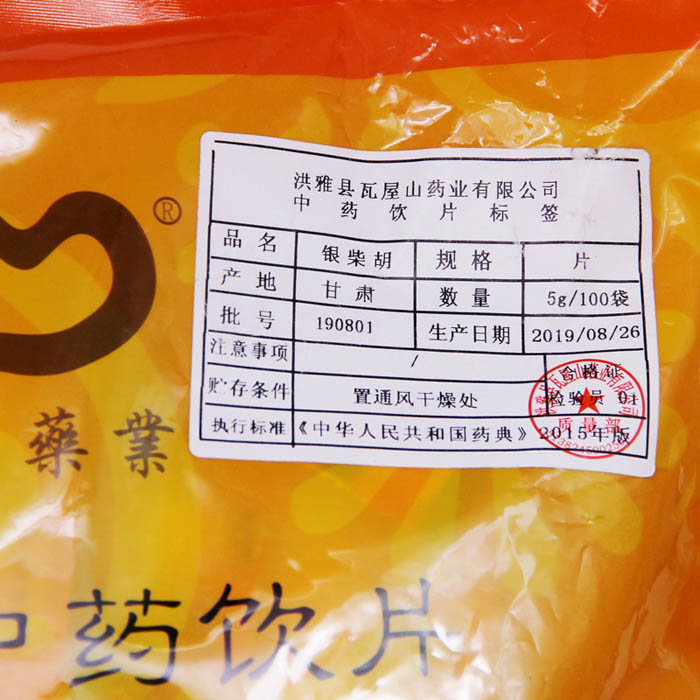 ®
洪雅县瓦屋山药业有限公司
中药饮片标签
品名 银柴胡 规格 片
产地 甘肃 数量 5g/100袋
批号 190801 生产日期 2019/08/26
注意事项 / 合格证
贮存条件 置通风干燥处 检验员 01
执行标准 《中华人民共和国药典》2015年版
质量部
藥業
中药饮片